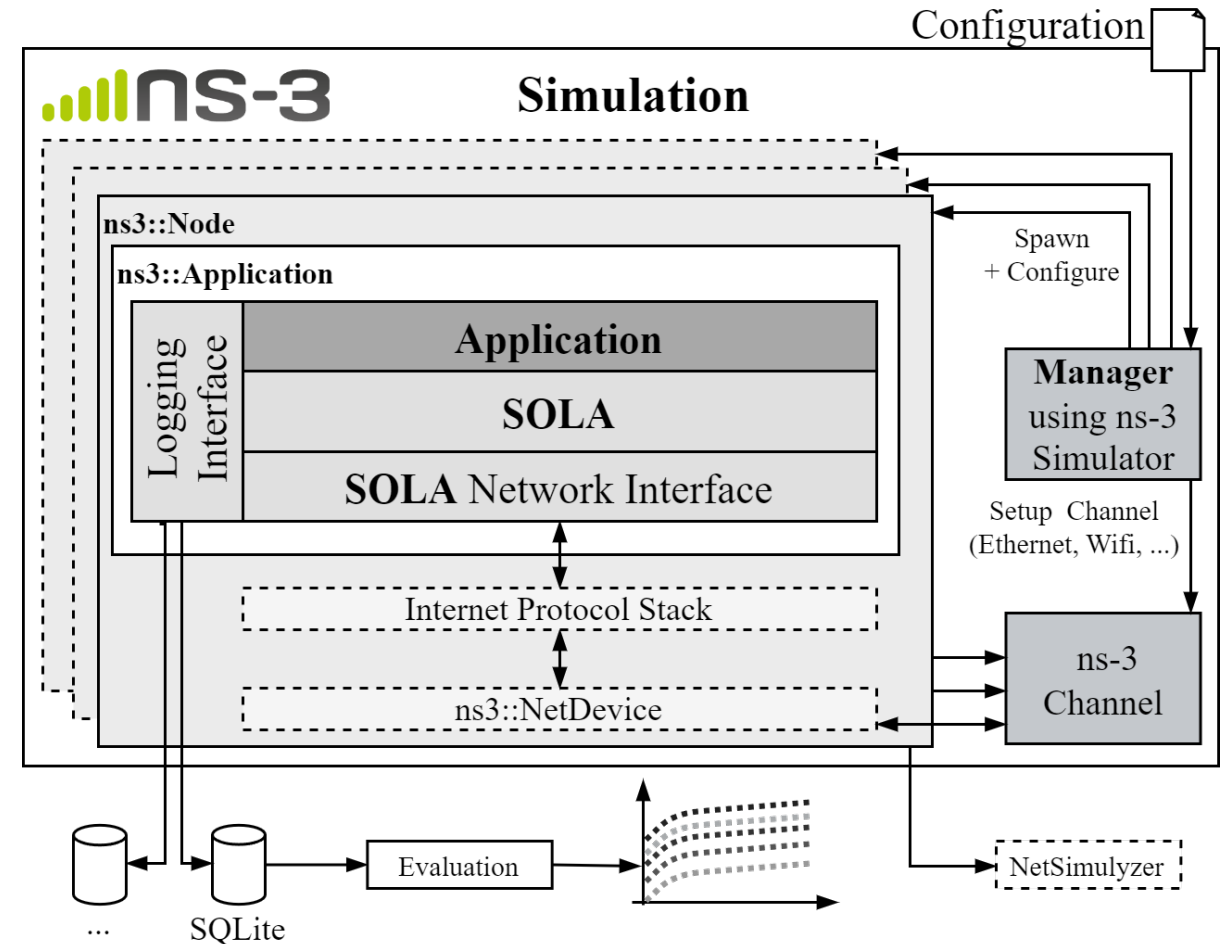 Configuration
ns-3
Simulation
ns3::Node
Spawn
+ Configure
ns3::Application
Logging
Interface
Application
SOLA
SOLA Network Interface
Manager
using ns-3
Simulator
Setup Channel
(Ethernet, Wifi, ...)
Internet Protocol Stack
ns3::NetDevice
ns-3
Channel
Evaluation
NetSimulyzer
...
SQLite